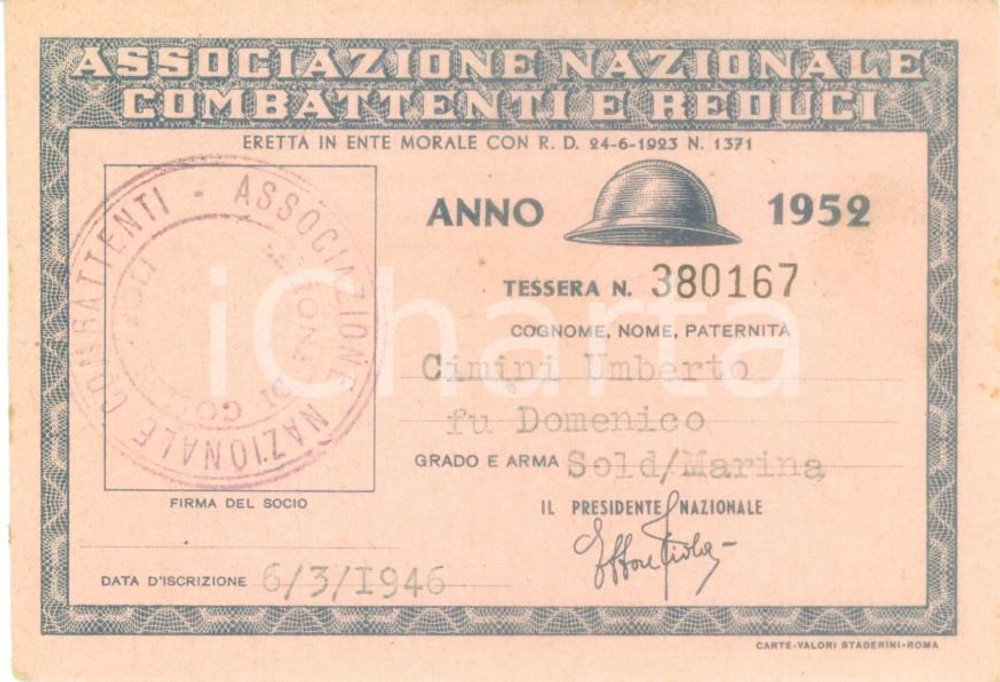 ASSOCIAZIONE NAZIONALE
COMBATTENTI E REDUCI
ERETTA IN ENTE MORALE CON R. D. 24-6-1923 N. 1371
ANNO 1952
TESSERA N. 380167
COGNOME, NOME, PATERNITÀ
Cimini Umberto
fu Domenico
GRADO E ARMA Sold/Marina
ASSOCIAZIONE NAZIONALE COMBATTENTI
FIRMA DEL SOCIO
IL PRESIDENTE NAZIONALE
Ettore Viola
DATA D'ISCRIZIONE 6/3/1946
CARTE-VALORI STADERINI-ROMA
iCharta